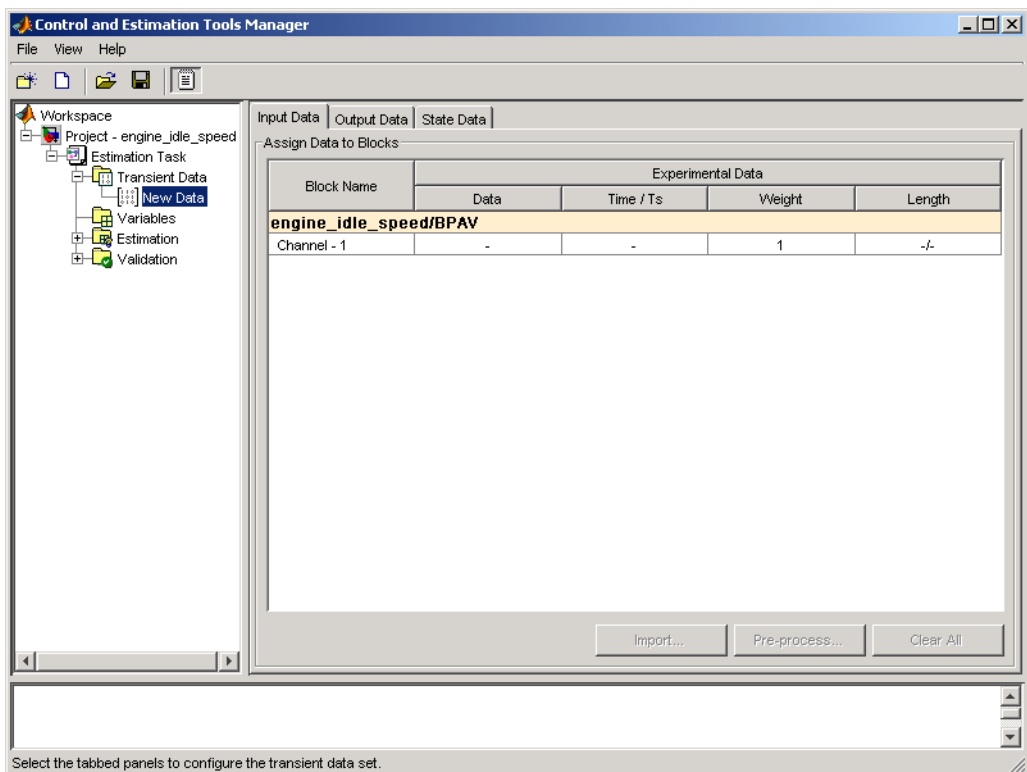 Control and Estimation Tools Manager
File View Help
Workspace
Project - engine_idle_speed
Estimation Task
Transient Data
New Data
Variables
Estimation
Validation
Input Data Output Data State Data
Assign Data to Blocks
Block Name Experimental Data
Data Time / Ts Weight Length
engine_idle_speed/BPAV
Channel - 1 - - 1 -/-
Import... Pre-process... Clear All
Select the tabbed panels to configure the transient data set.